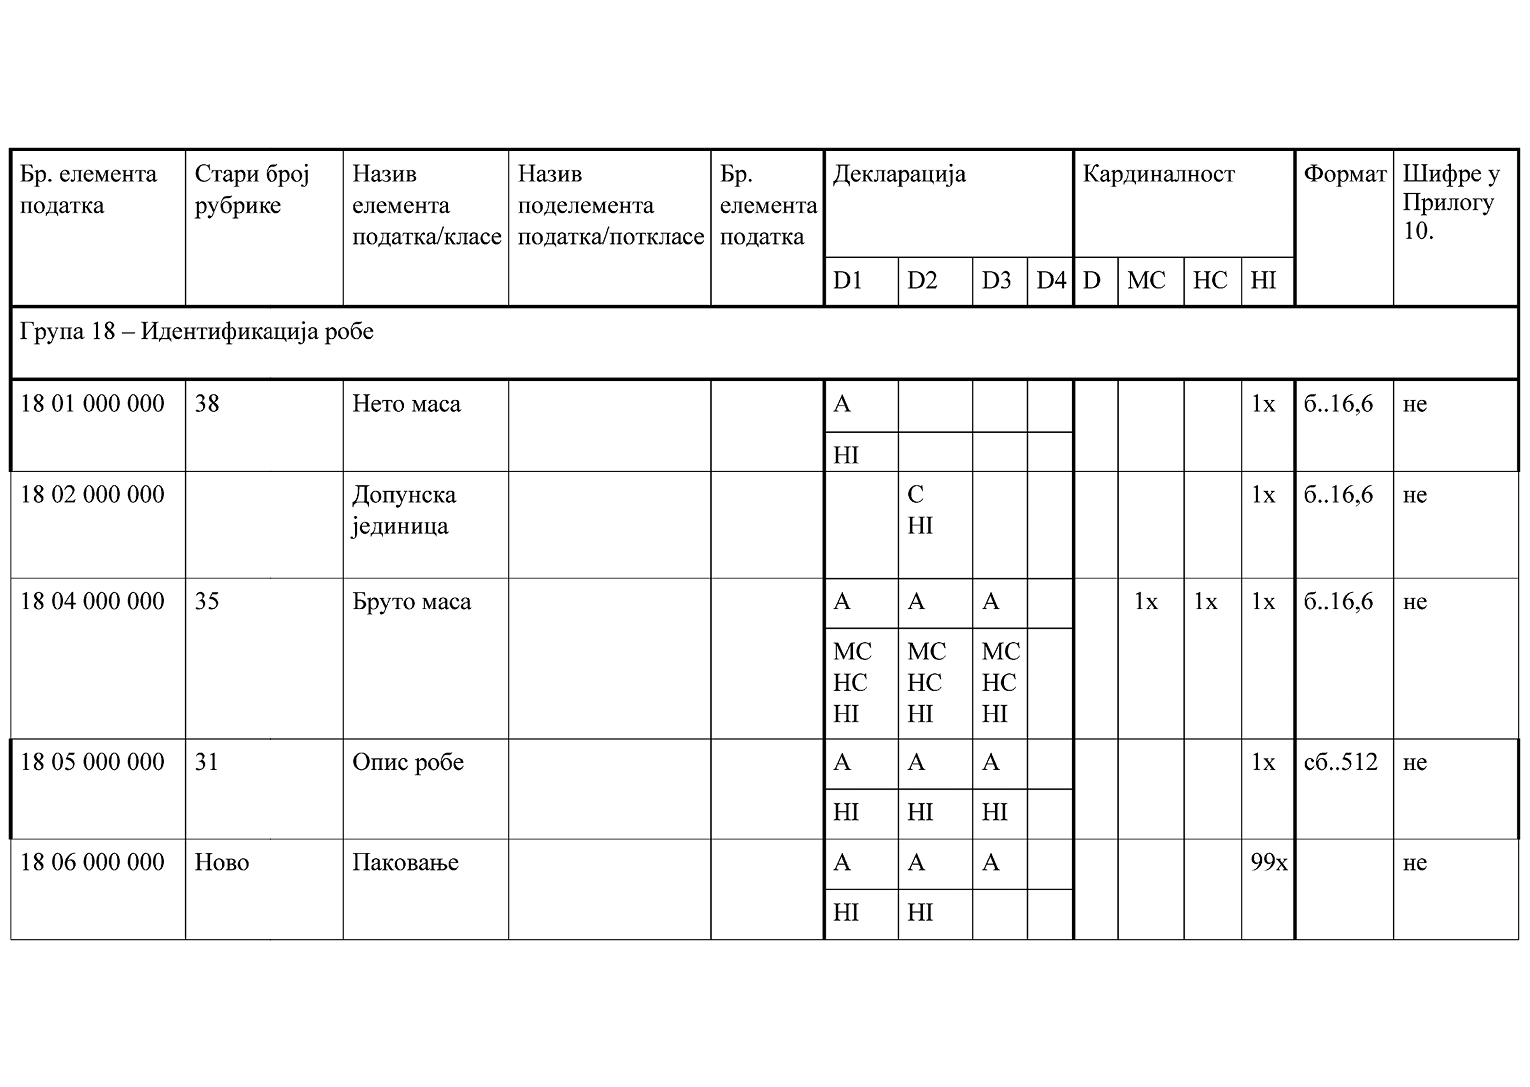 Бр. елемента
податка
Стари број
рубрике
Назив
елемента
податка/класе
Назив
поделемента
податка/поткласе
Бр.
елемента
податка
Декларација
Кардиналност
Формат
Шифре у
Прилогу
10.
D1 D2 D3 D4 D MC HC HI
Група 18 – Идентификација робе
18 01 000 000 38 Нето маса A 1x б..16,6 не
HI
18 02 000 000 Допунска C 1x б..16,6 не
јединица HI
18 04 000 000 35 Бруто маса A A A 1x 1x 1x б..16,6 не
MC MC MC
HC HC HC
HI HI HI
18 05 000 000 31 Опис робе A A A 1x сб..512 не
HI HI HI
18 06 000 000 Ново Паковање A A A 99x не
HI HI